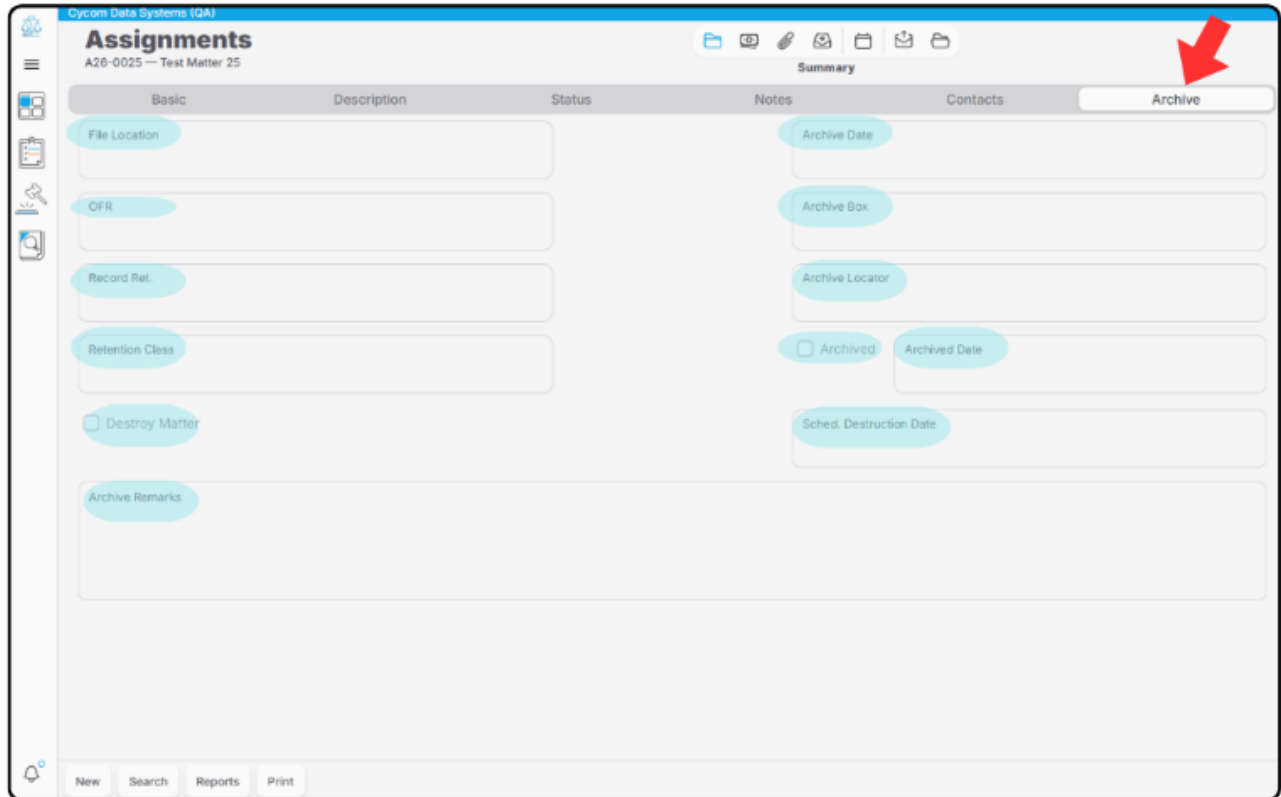 Cycom Data Systems (QA)
Assignments
A26-0025 — Test Matter 25
Summary
Basic Description Status Notes Contacts Archive
File Location Archive Date
OFR Archive Box
Record Ret. Archive Locator
Retention Class Archived Archived Date
Destroy Matter Sched. Destruction Date
Archive Remarks
New Search Reports Print